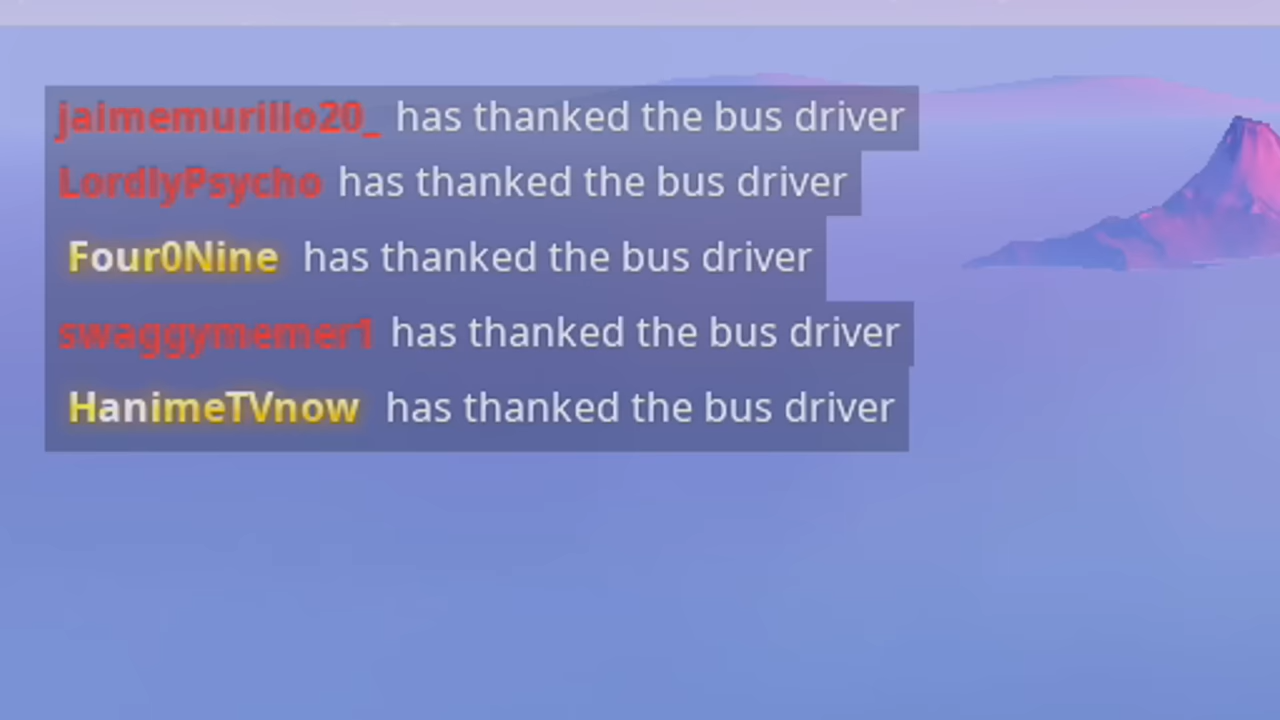 jaimemurillo20_ has thanked the bus driver
LordlyPsycho has thanked the bus driver
Four0Nine has thanked the bus driver
swaggymemer1 has thanked the bus driver
HanimeTVnow has thanked the bus driver